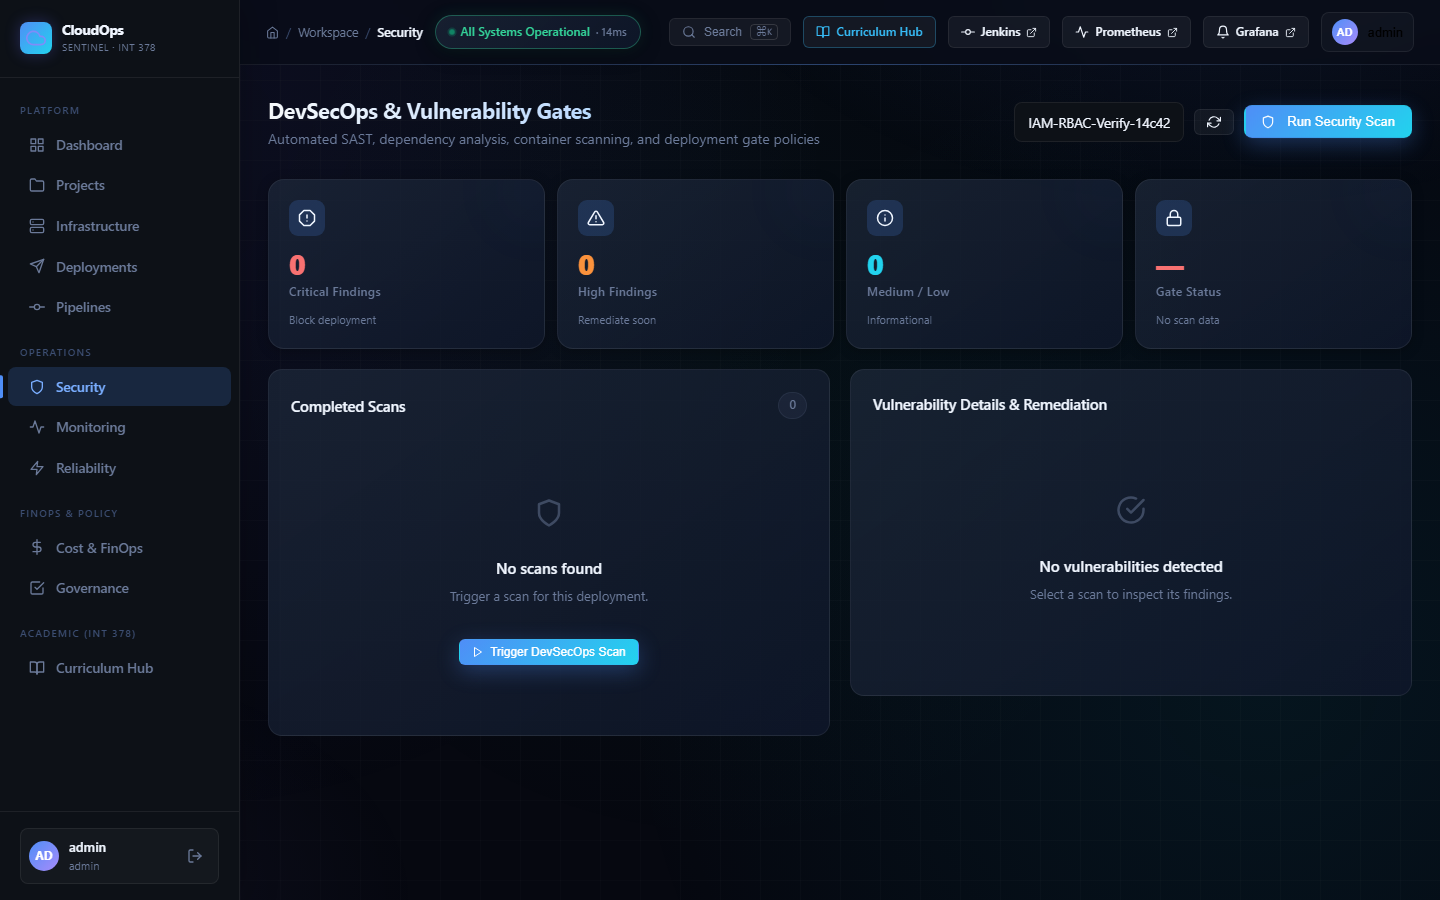 CloudOps
SENTINEL · INT 378
PLATFORM
Dashboard
Projects
Infrastructure
Deployments
Pipelines
OPERATIONS
Security
Monitoring
Reliability
FINOPS & POLICY
Cost & FinOps
Governance
ACADEMIC (INT 378)
Curriculum Hub
AD
admin
admin
/ Workspace / Security
All Systems Operational · 14ms
Search ⌘K
Curriculum Hub
Jenkins
Prometheus
Grafana
AD admin
DevSecOps & Vulnerability Gates
Automated SAST, dependency analysis, container scanning, and deployment gate policies
IAM-RBAC-Verify-14c42
Run Security Scan
0
Critical Findings
Block deployment
0
High Findings
Remediate soon
0
Medium / Low
Informational
—
Gate Status
No scan data
Completed Scans
0
No scans found
Trigger a scan for this deployment.
Trigger DevSecOps Scan
Vulnerability Details & Remediation
No vulnerabilities detected
Select a scan to inspect its findings.